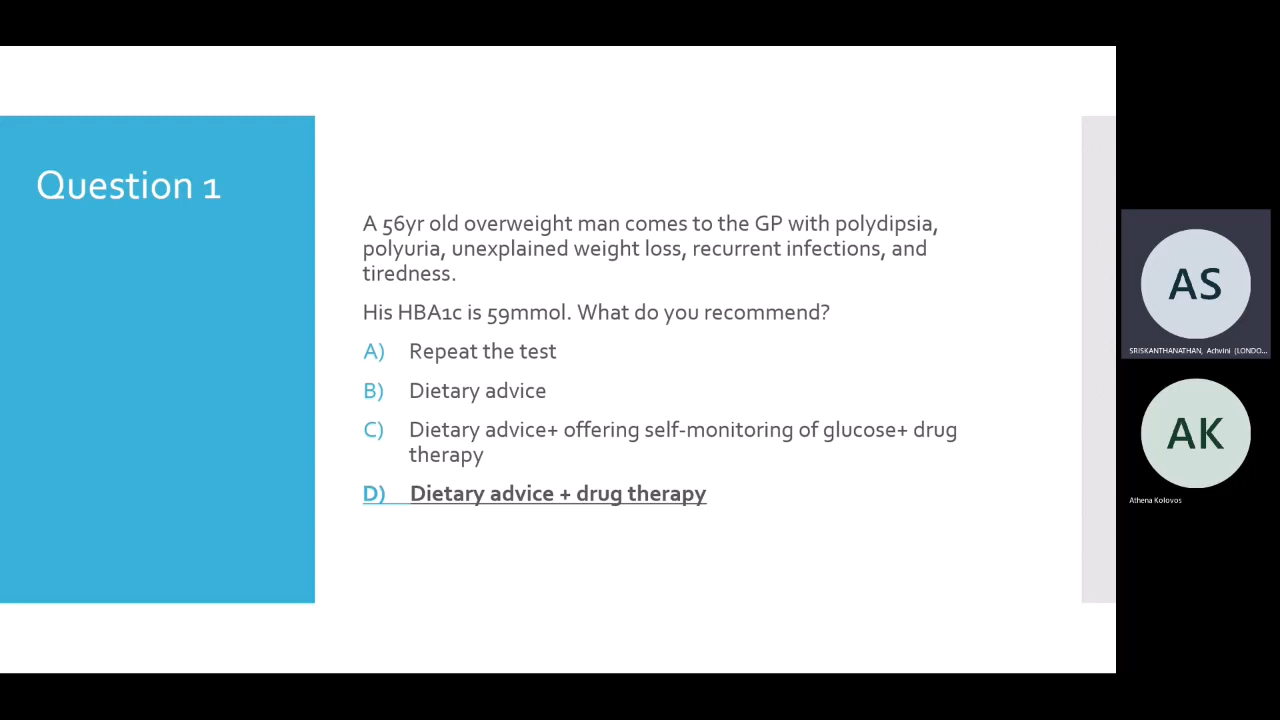 Question 1
A 56yr old overweight man comes to the GP with polydipsia,
polyuria, unexplained weight loss, recurrent infections, and
tiredness.
His HBA1c is 59mmol. What do you recommend?
A) Repeat the test
B) Dietary advice
C) Dietary advice+ offering self-monitoring of glucose+ drug
therapy
D) Dietary advice + drug therapy
AS
SRISKANTHANATHAN, Achvini (LONDO...
AK
Athena Kolovos